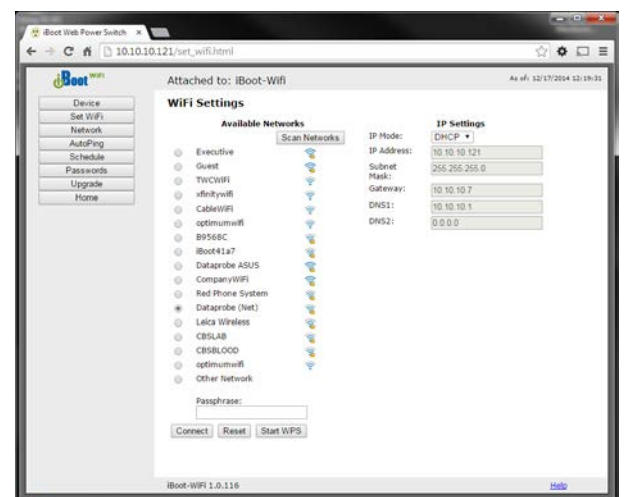 iBoot Web Power Switch
10.10.10.121/set_wifi.html
iBoot WiFi
Attached to: iBoot-Wifi
As of: 12/17/2014 12:19:31
Device
Set WiFi
Network
AutoPing
Schedule
Passwords
Upgrade
Home
WiFi Settings
Available Networks
Scan Networks
Executive
Guest
TWCWiFi
xfinitywifi
CableWiFi
optimumwifi
B956BC
iBoot41a7
Dataprobe ASUS
CompanyWiFi
Red Phone System
Dataprobe (Net)
Leica Wireless
CBSLAB
CBSBLOOD
optimumwifi
Other Network
Passphrase:
Connect Reset Start WPS
IP Settings
IP Mode: DHCP
IP Address: 10.10.10.121
Subnet Mask: 255.255.255.0
Gateway: 10.10.10.7
DNS1: 10.10.10.1
DNS2: 0.0.0.0
iBoot-WiFi 1.0.116
Help